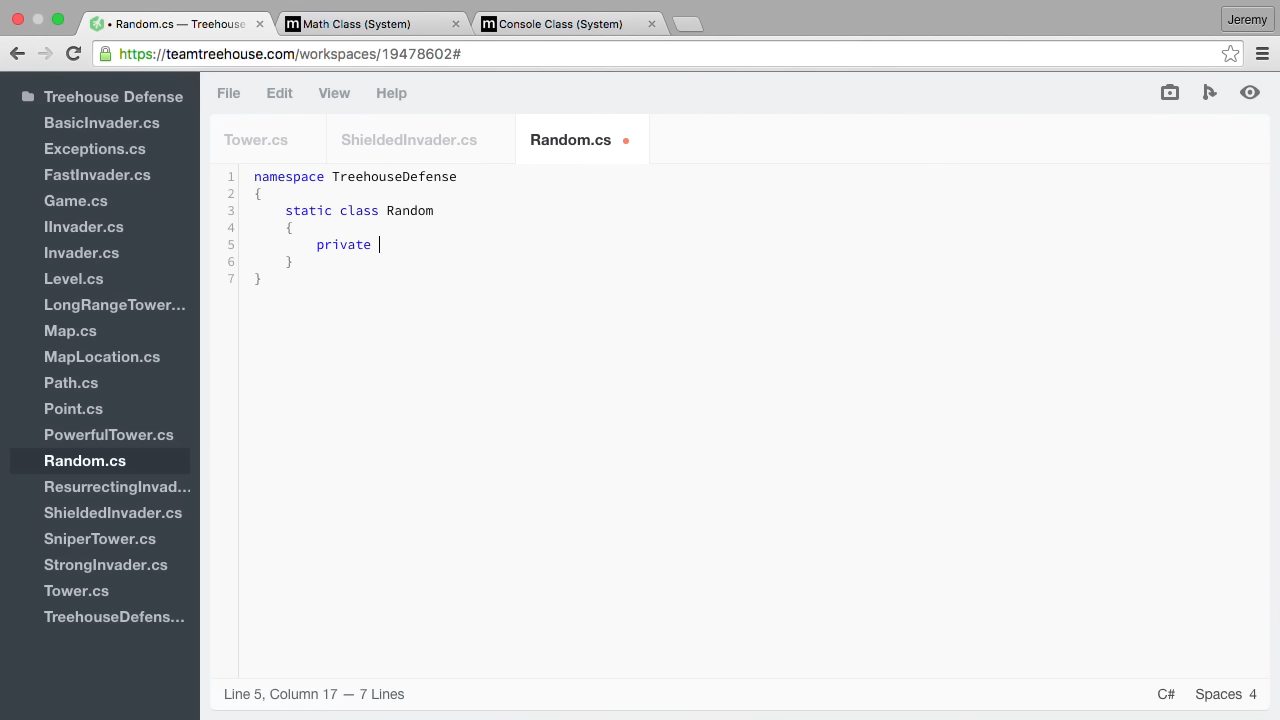 • Random.cs — Treehouse
Math Class (System)
Console Class (System)
Jeremy
https://teamtreehouse.com/workspaces/19478602#
Treehouse Defense
BasicInvader.cs
Exceptions.cs
FastInvader.cs
Game.cs
IInvader.cs
Invader.cs
Level.cs
LongRangeTower...
Map.cs
MapLocation.cs
Path.cs
Point.cs
PowerfulTower.cs
Random.cs
ResurrectingInvad...
ShieldedInvader.cs
SniperTower.cs
StrongInvader.cs
Tower.cs
TreehouseDefens...
File Edit View Help
Tower.cs ShieldedInvader.cs Random.cs
1 namespace TreehouseDefense
2 {
3 static class Random
4 {
5 private
6 }
7 }
Line 5, Column 17 — 7 Lines
C# Spaces 4